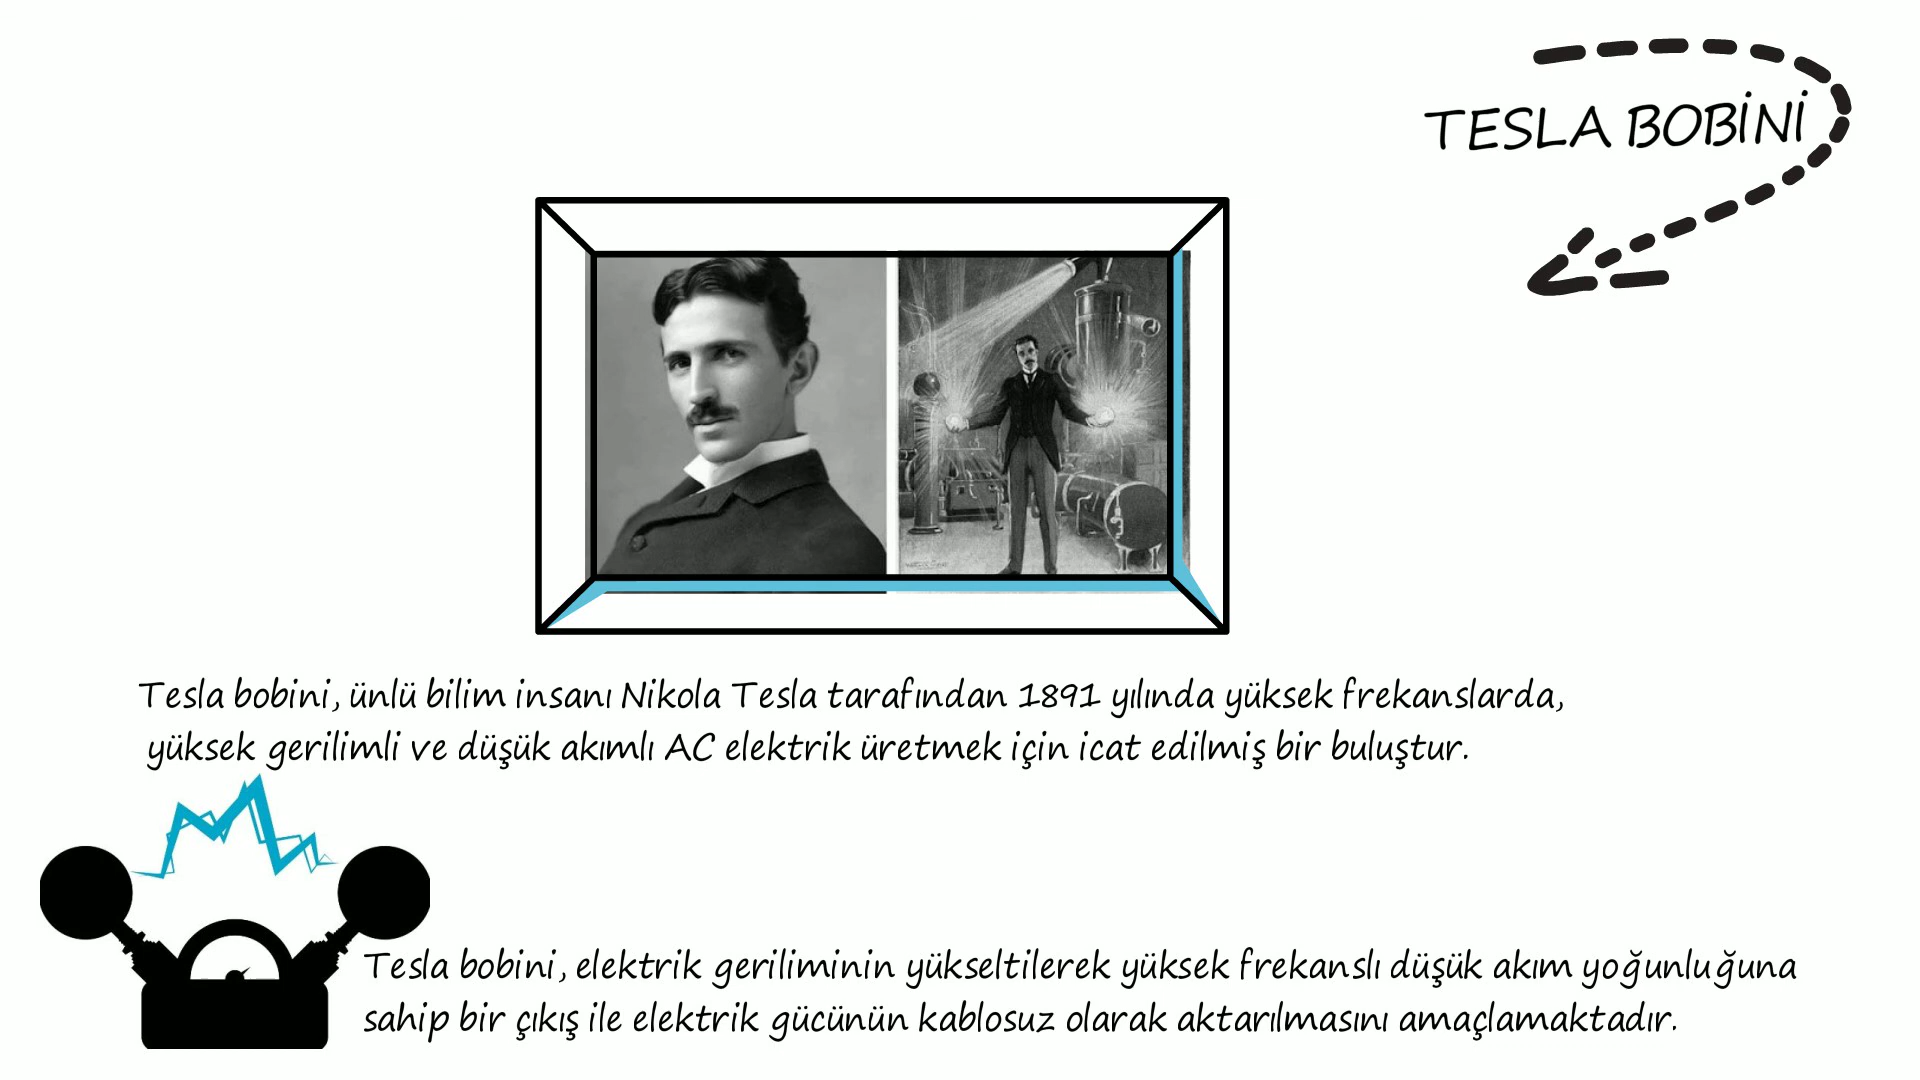 TESLA BOBİNİ
Tesla bobini, ünlü bilim insanı Nikola Tesla tarafından 1891 yılında yüksek frekanslarda,
yüksek gerilimli ve düşük akımlı AC elektrik üretmek için icat edilmiş bir buluştur.
Tesla bobini, elektrik geriliminin yükseltilerek yüksek frekanslı düşük akım yoğunluğuna
sahip bir çıkış ile elektrik gücünün kablosuz olarak aktarılmasını amaçlamaktadır.